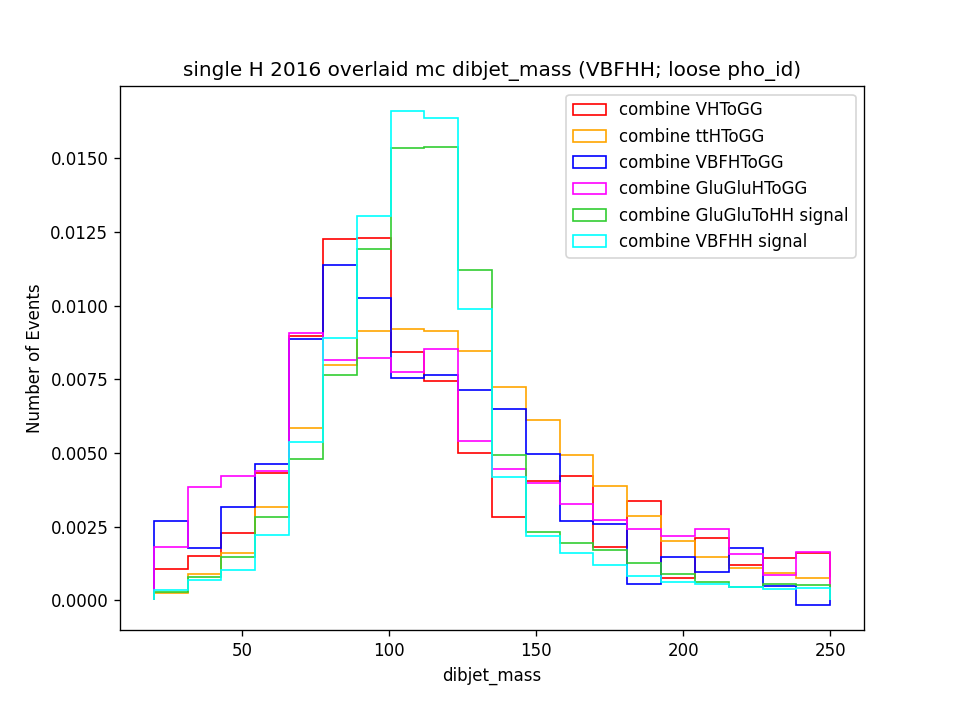 single H 2016 overlaid mc dibjet_mass (VBFHH; loose pho_id)
combine VHToGG
combine ttHToGG
combine VBFHToGG
combine GluGluHToGG
combine GluGluToHH signal
combine VBFHH signal
Number of Events
0.0150
0.0125
0.0100
0.0075
0.0050
0.0025
0.0000
50
100
150
200
250
dibjet_mass